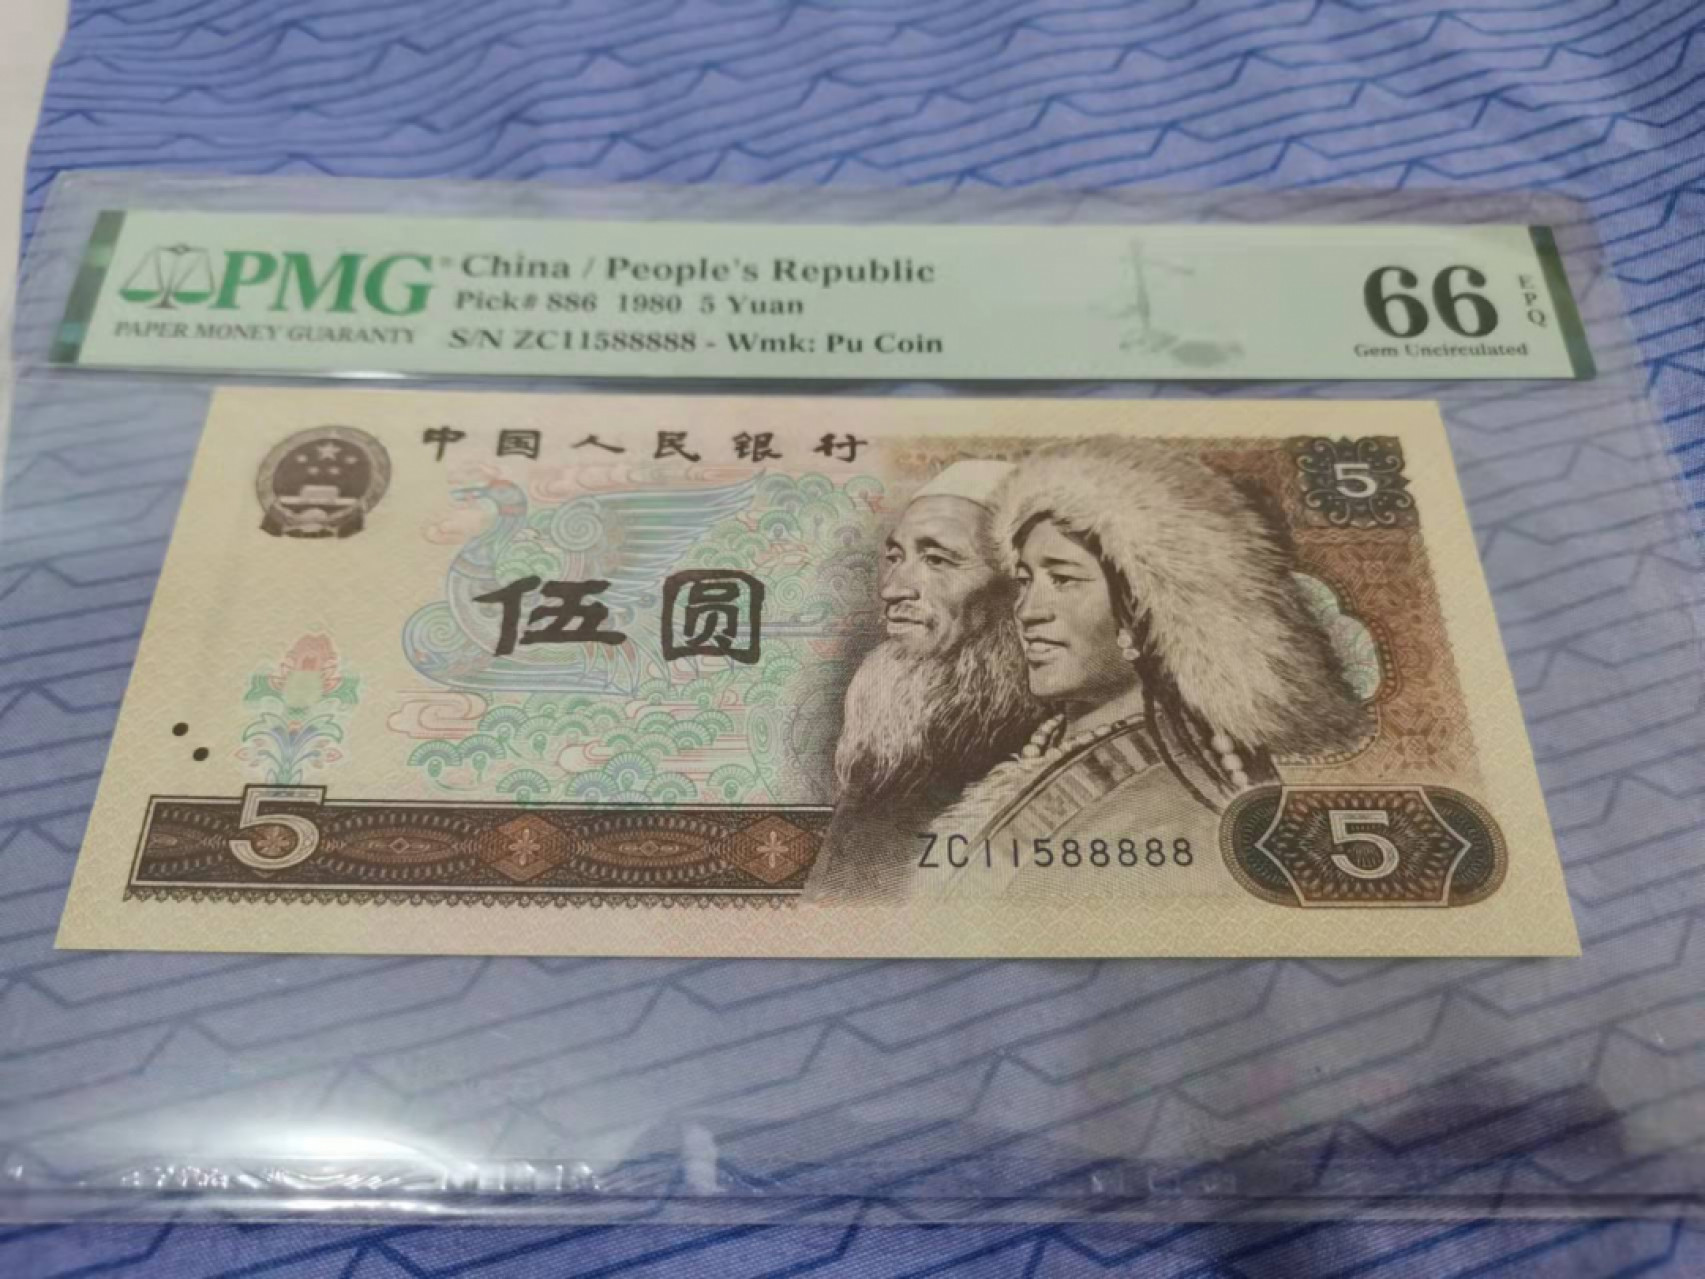 PMG
PAPER MONEY GUARANTY
China / People's Republic
Pick# 886 1980 5 Yuan
S/N ZC11588888 - Wmk: Pu Coin
66
EPQ
Gem Uncirculated
中国人民银行
5
伍圆
5
ZC11588888
5